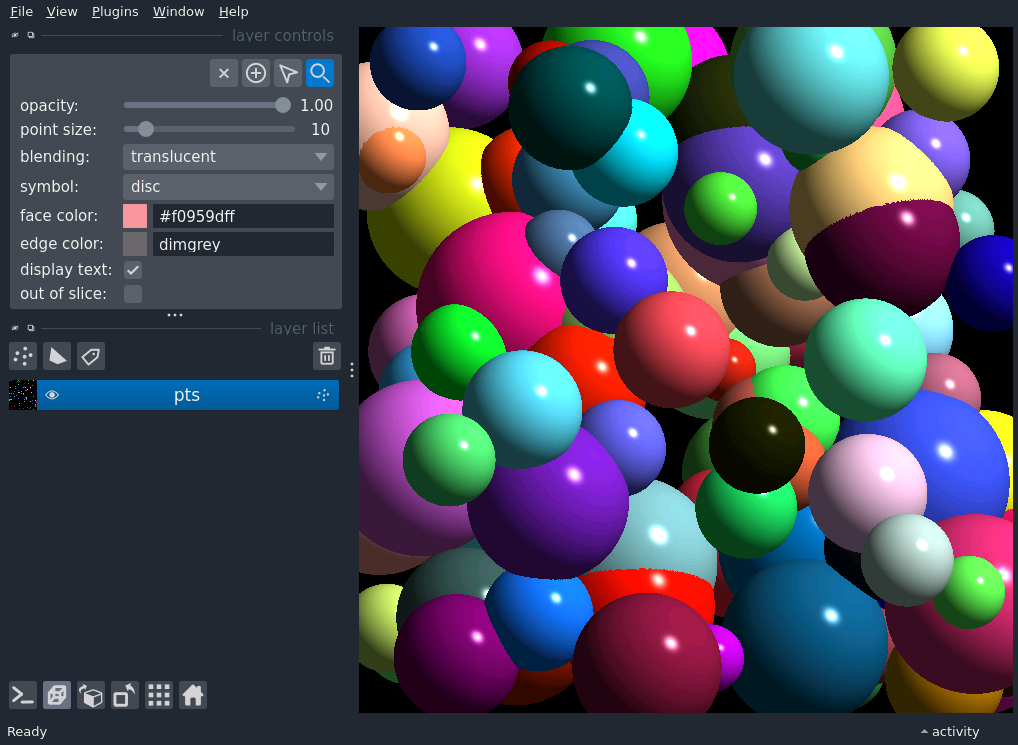 File View Plugins Window Help
layer controls
opacity: 1.00
point size: 10
blending: translucent
symbol: disc
face color: #f0959dff
edge color: dimgrey
display text:
out of slice:
layer list
pts
Ready activity